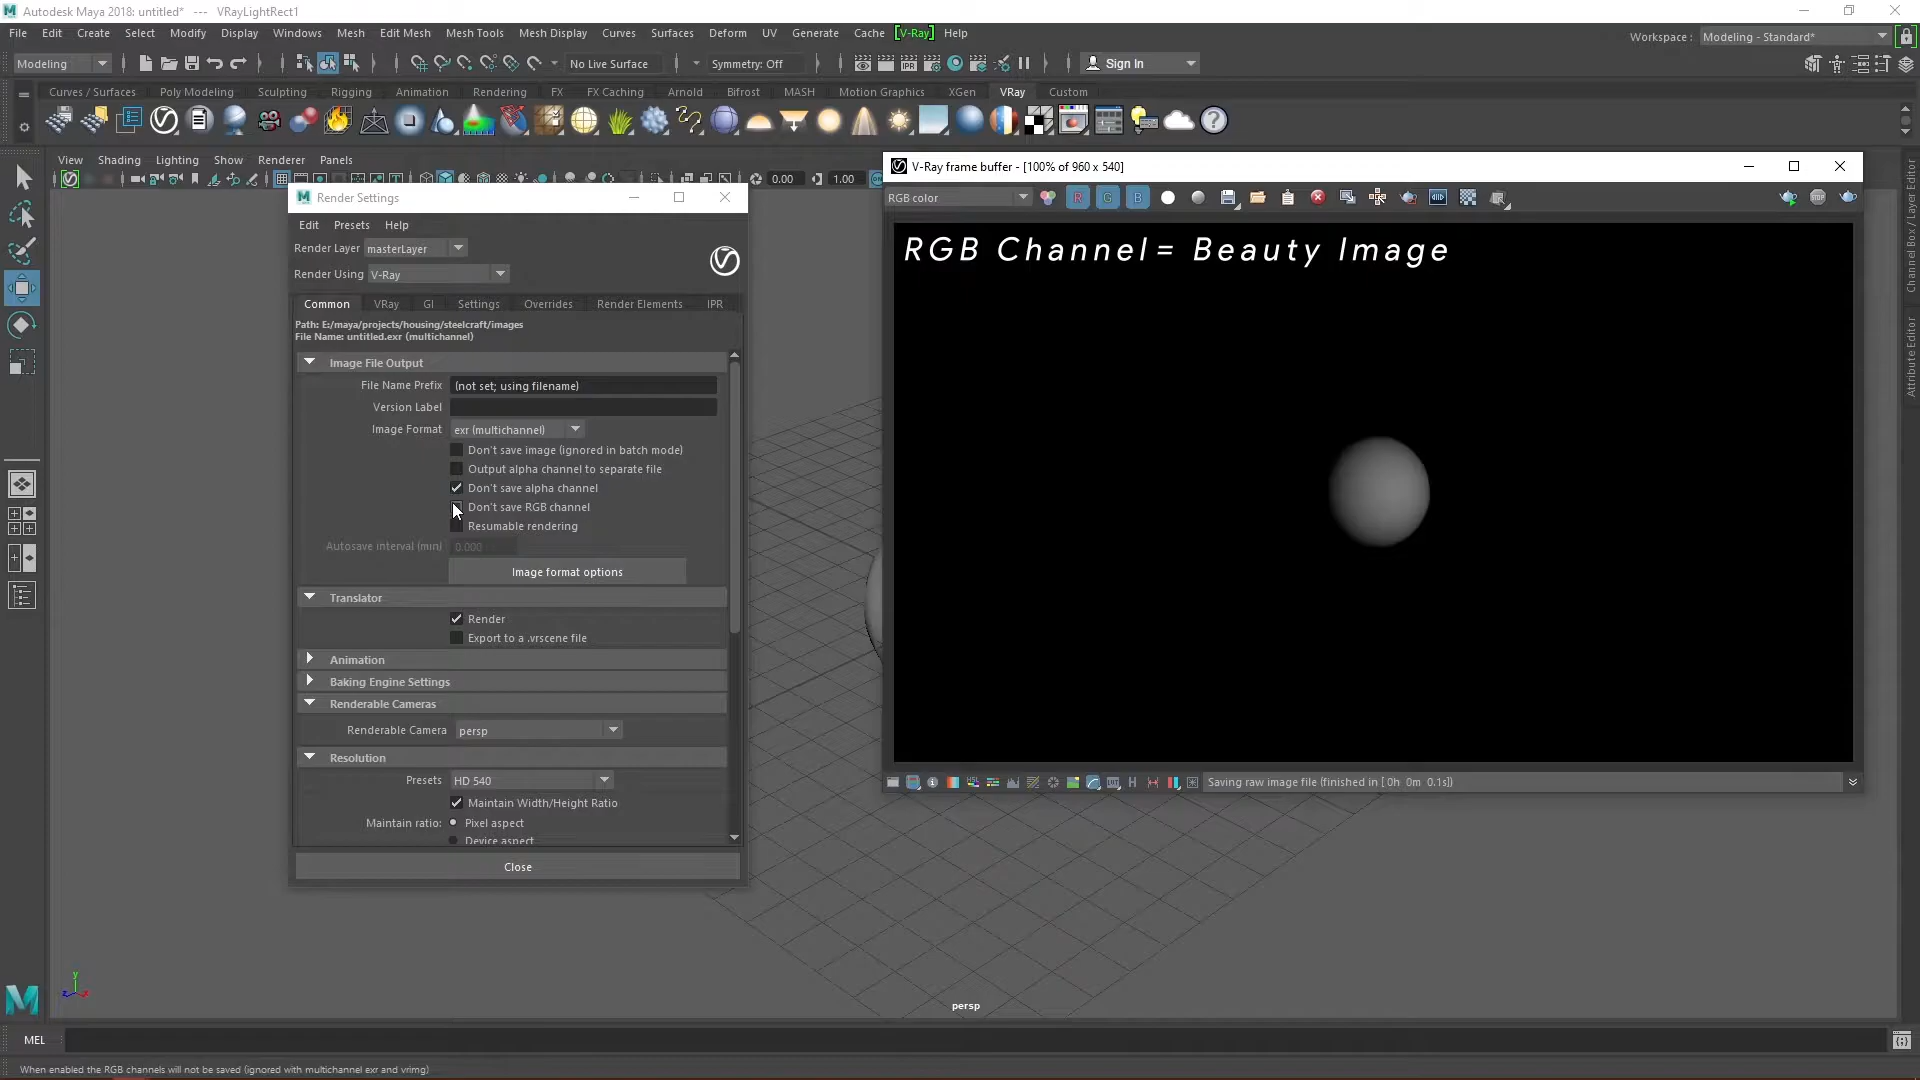 Autodesk Maya 2018: untitled* --- VRayLightRect1
File Edit Create Select Modify Display Windows Mesh Edit Mesh Mesh Tools Mesh Display Curves Surfaces Deform UV Generate Cache [V-Ray] Help
Workspace : Modeling - Standard*
Modeling No Live Surface Symmetry: Off Sign In
Curves / Surfaces Poly Modeling Sculpting Rigging Animation Rendering FX FX Caching Arnold Bifrost MASH Motion Graphics XGen VRay Custom
View Shading Lighting Show Renderer Panels
0.00 1.00
V-Ray frame buffer - [100% of 960 x 540]
RGB color R G B
RGB Channel= Beauty Image
Saving raw image file (finished in [ 0h 0m 0.1s])
Render Settings
Edit Presets Help
Render Layer masterLayer
Render Using V-Ray
Common VRay GI Settings Overrides Render Elements IPR
Path: E:/maya/projects/housing/steelcraft/images
File Name: untitled.exr (multichannel)
Image File Output
File Name Prefix (not set; using filename)
Version Label
Image Format exr (multichannel)
Don't save image (ignored in batch mode)
Output alpha channel to separate file
Don't save alpha channel
Don't save RGB channel
Resumable rendering
Autosave interval (min) 0.000
Image format options
Translator
Render
Export to a .vrscene file
Animation
Baking Engine Settings
Renderable Cameras
Renderable Camera persp
Resolution
Presets HD 540
Maintain Width/Height Ratio
Maintain ratio: Pixel aspect
Device aspect
Close
Channel Box / Layer Editor
Attribute Editor
y
z x
persp
MEL
When enabled the RGB channels will not be saved (ignored with multichannel exr and vrimg)